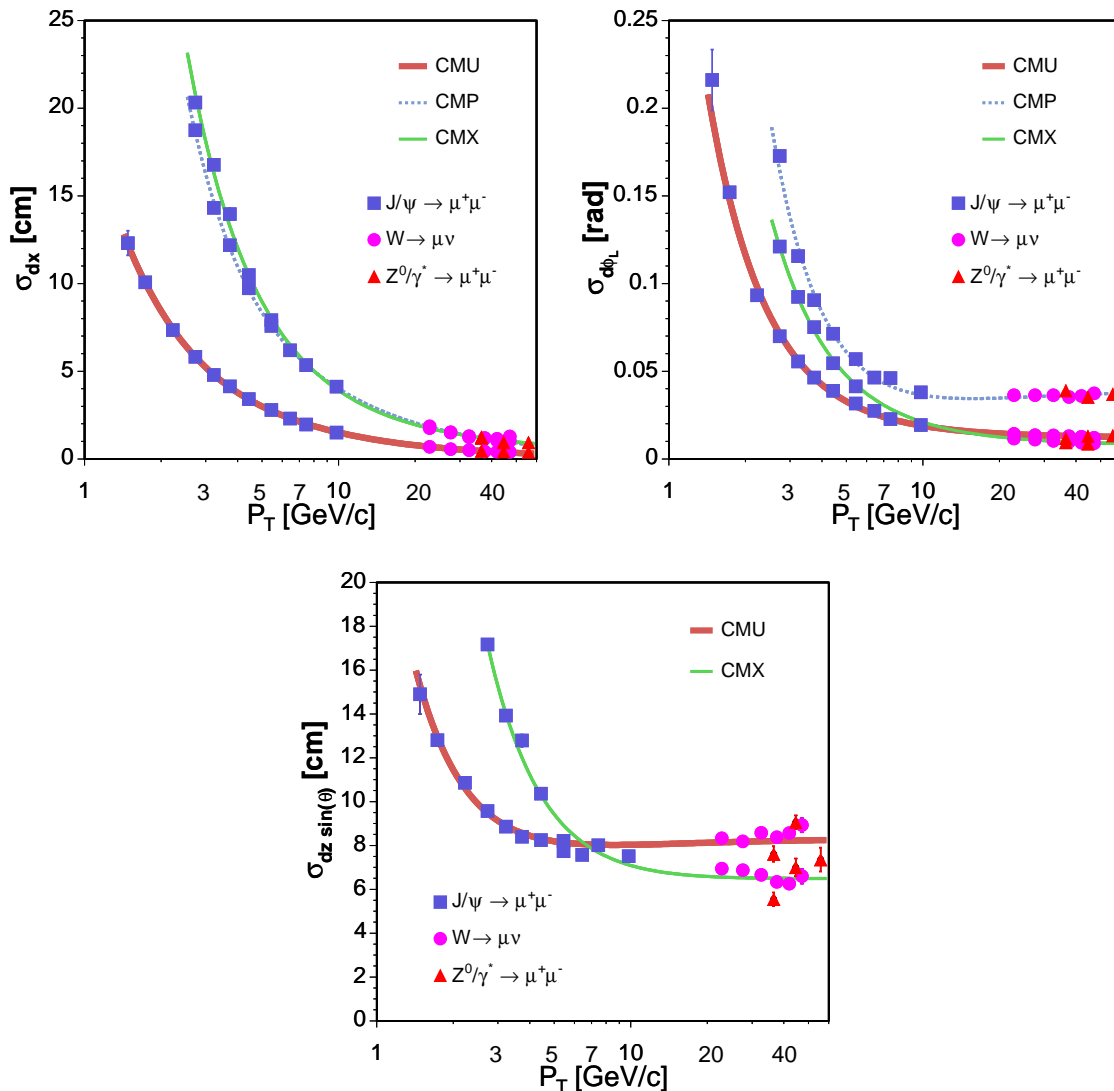 25
20
15
10
5
0
σdx [cm]
CMU
CMP
CMX
J/ψ → μ+μ-
W → μν
Z0/γ* → μ+μ-
1 3 5 7 10 20 40
PT [GeV/c]
0.25
0.2
0.15
0.1
0.05
0
σdϕL [rad]
CMU
CMP
CMX
J/ψ → μ+μ-
W → μν
Z0/γ* → μ+μ-
1 3 5 7 10 20 40
PT [GeV/c]
20
18
16
14
12
10
8
6
4
2
0
σdz sin(θ) [cm]
CMU
CMX
J/ψ → μ+μ-
W → μν
Z0/γ* → μ+μ-
1 3 5 7 10 20 40
PT [GeV/c]